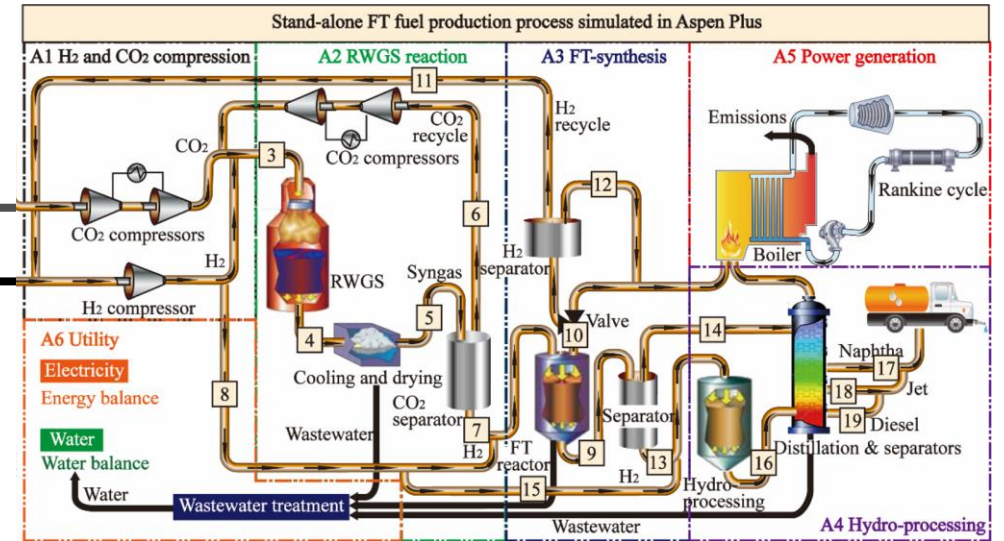 Stand-alone FT fuel production process simulated in Aspen Plus
A1 H₂ and CO₂ compression
A2 RWGS reaction
A3 FT-synthesis
A5 Power generation
11
H₂
recycle
CO₂
recycle
CO₂ compressors
CO₂
3
Emissions
Rankine cycle
Boiler
12
6
CO₂ compressors
H₂
H₂ compressor
RWGS
Syngas
H₂
separator
5
4
Cooling and drying
CO₂
separator
Valve
10
14
Naphtha
17
Jet
18
19
Diesel
Distillation & separators
A6 Utility
Electricity
Energy balance
8
Water
Water balance
Wastewater
7
H₂
FT
reactor
9
Separator
H₂
13
16
Hydro-
processing
15
Water
Wastewater treatment
Wastewater
A4 Hydro-processing